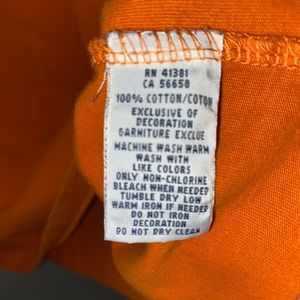 RN 41381
CA 56658
100% COTTON/COTON
EXCLUSIVE OF
DECORATION
GARNITURE EXCLUE
MACHINE WASH WARM
WASH WITH
LIKE COLORS
ONLY NON-CHLORINE
BLEACH WHEN NEEDED
TUMBLE DRY LOW
WARM IRON IF NEEDED
DO NOT IRON
DECORATION
DO NOT DRY CLEAN